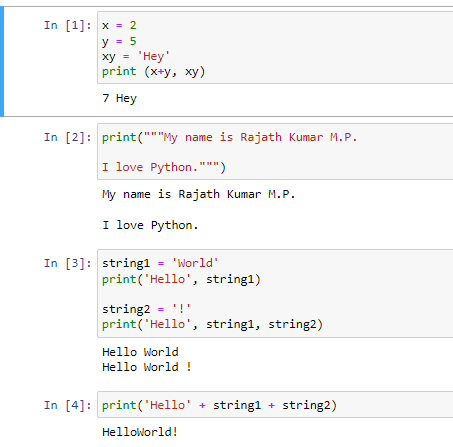 In [1]: x = 2
y = 5
xy = 'Hey'
print (x+y, xy)
7 Hey
In [2]: print("""My name is Rajath Kumar M.P.
I love Python.""")
My name is Rajath Kumar M.P.
I love Python.
In [3]: string1 = 'World'
print('Hello', string1)
string2 = '!'
print('Hello', string1, string2)
Hello World
Hello World !
In [4]: print('Hello' + string1 + string2)
HelloWorld!